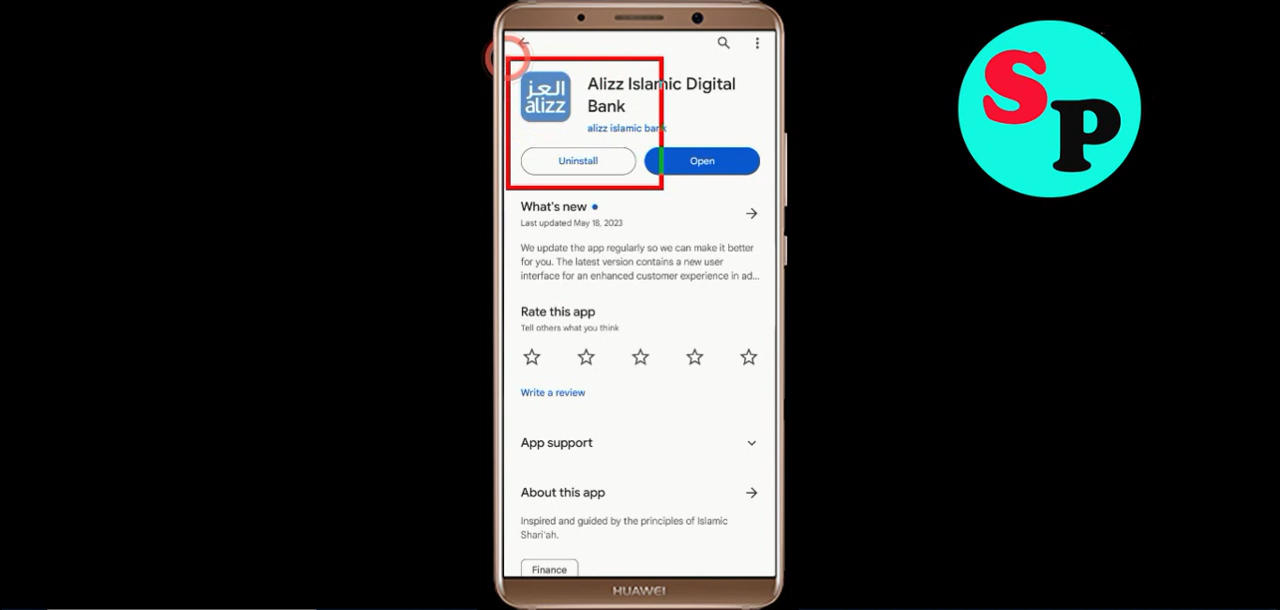 العز
alizz
Alizz Islamic Digital
Bank
alizz islamic bank
Uninstall
Open
What's new
Last updated May 18, 2023
We update the app regularly so we can make it better
for you. The latest version contains a new user
interface for an enhanced customer experience in ad...
Rate this app
Tell others what you think
Write a review
App support
About this app
Inspired and guided by the principles of Islamic
Shari'ah.
Finance
HUAWEI
SP